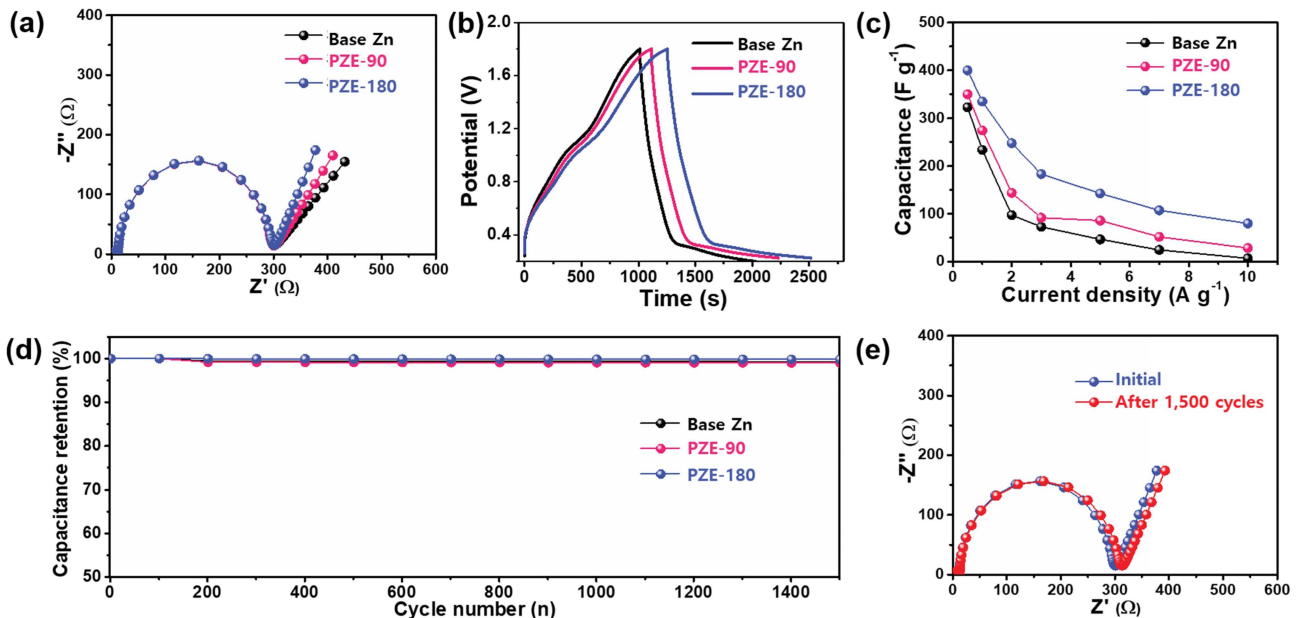 (a)
400
300
200
100
0
-Z'' (Ω)
0 100 200 300 400 500 600
Z' (Ω)
Base Zn
PZE-90
PZE-180
(b)
2.0
1.6
1.2
0.8
0.4
Potential (V)
0 500 1000 1500 2000 2500
Time (s)
Base Zn
PZE-90
PZE-180
(c)
500
400
300
200
100
0
Capacitance (F g-1)
0 2 4 6 8 10
Current density (A g-1)
Base Zn
PZE-90
PZE-180
(d)
100
90
80
70
60
50
Capacitance retention (%)
0 200 400 600 800 1000 1200 1400
Cycle number (n)
Base Zn
PZE-90
PZE-180
(e)
400
300
200
100
0
-Z'' (Ω)
0 100 200 300 400 500 600
Z' (Ω)
Initial
After 1,500 cycles